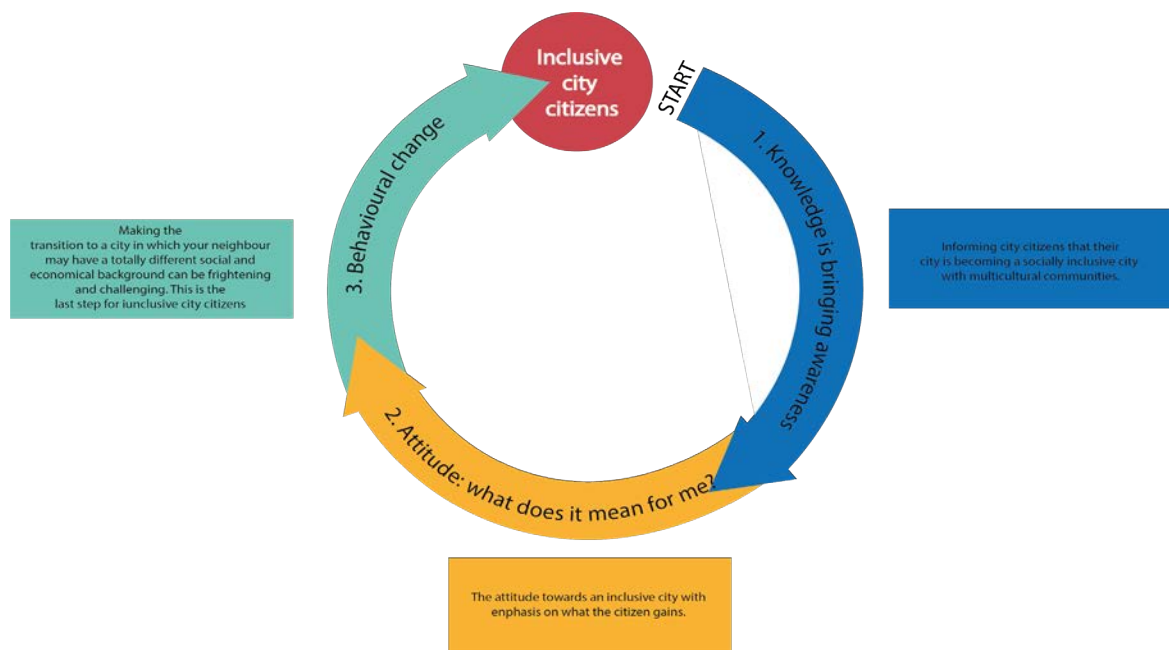 Inclusive
city
citizens
START
1. Knowledge is bringing awareness
Informing city citizens that their
city is becoming a socially inclusive city
with multicultural communities.
2. Attitude: what does it mean for me?
The attitude towards an inclusive city with
enphasis on what the citizen gains.
3. Behavioural change
Making the
transition to a city in which your neighbour
may have a totally different social and
economical background can be frightening
and challenging. This is the
last step for iunclusive city citizens